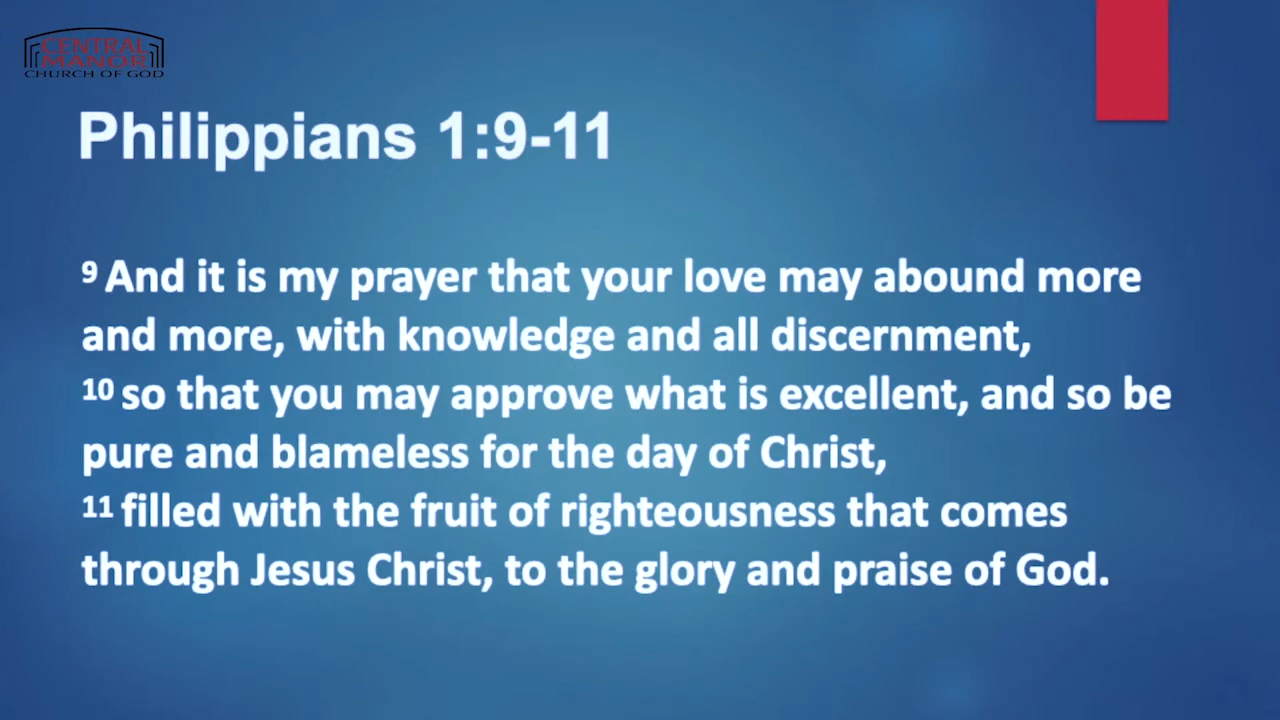 CENTRAL
MANOR
CHURCH OF GOD
Philippians 1:9-11
9 And it is my prayer that your love may abound more
and more, with knowledge and all discernment,
10 so that you may approve what is excellent, and so be
pure and blameless for the day of Christ,
11 filled with the fruit of righteousness that comes
through Jesus Christ, to the glory and praise of God.